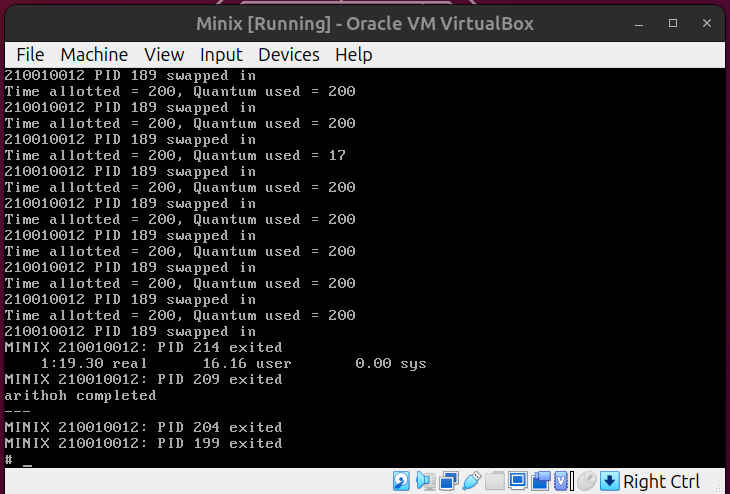 Minix [Running] - Oracle VM VirtualBox
File Machine View Input Devices Help
210010012 PID 189 swapped in
Time allotted = 200, Quantum used = 200
210010012 PID 189 swapped in
Time allotted = 200, Quantum used = 200
210010012 PID 189 swapped in
Time allotted = 200, Quantum used = 17
210010012 PID 189 swapped in
Time allotted = 200, Quantum used = 200
210010012 PID 189 swapped in
Time allotted = 200, Quantum used = 200
210010012 PID 189 swapped in
Time allotted = 200, Quantum used = 200
210010012 PID 189 swapped in
Time allotted = 200, Quantum used = 200
210010012 PID 189 swapped in
Time allotted = 200, Quantum used = 200
210010012 PID 189 swapped in
MINIX 210010012: PID 214 exited
1:19.30 real 16.16 user 0.00 sys
MINIX 210010012: PID 209 exited
arithoh completed
---
MINIX 210010012: PID 204 exited
MINIX 210010012: PID 199 exited
# _
Right Ctrl